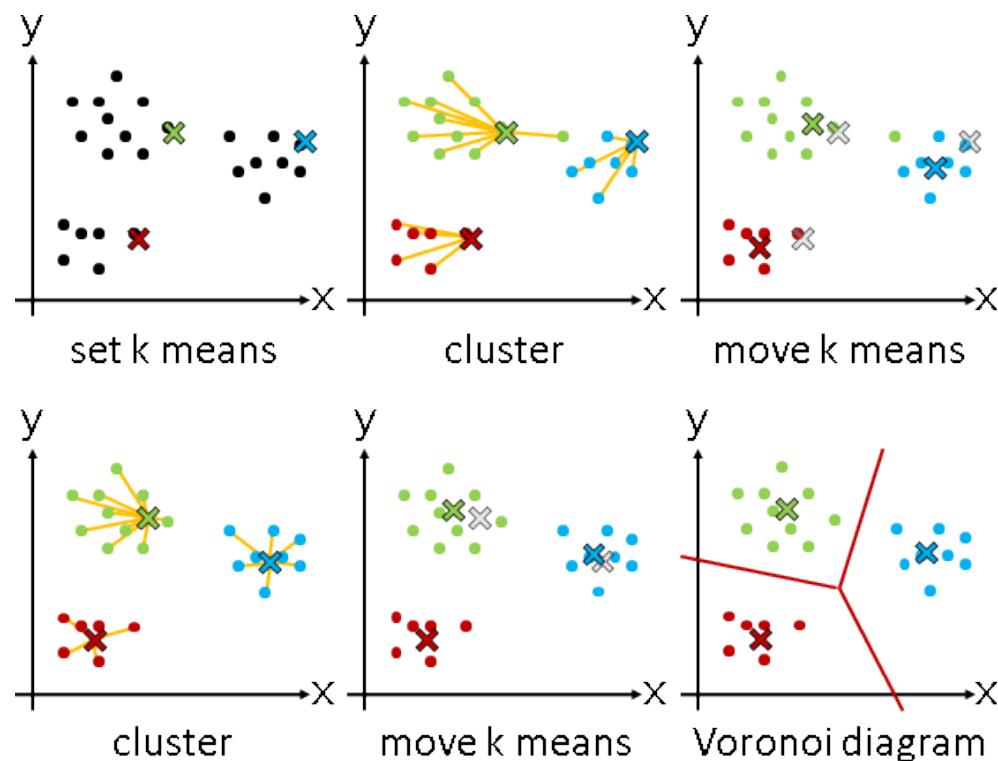 y
x
set k means
y
x
cluster
y
x
move k means
y
x
cluster
y
x
move k means
y
x
Voronoi diagram